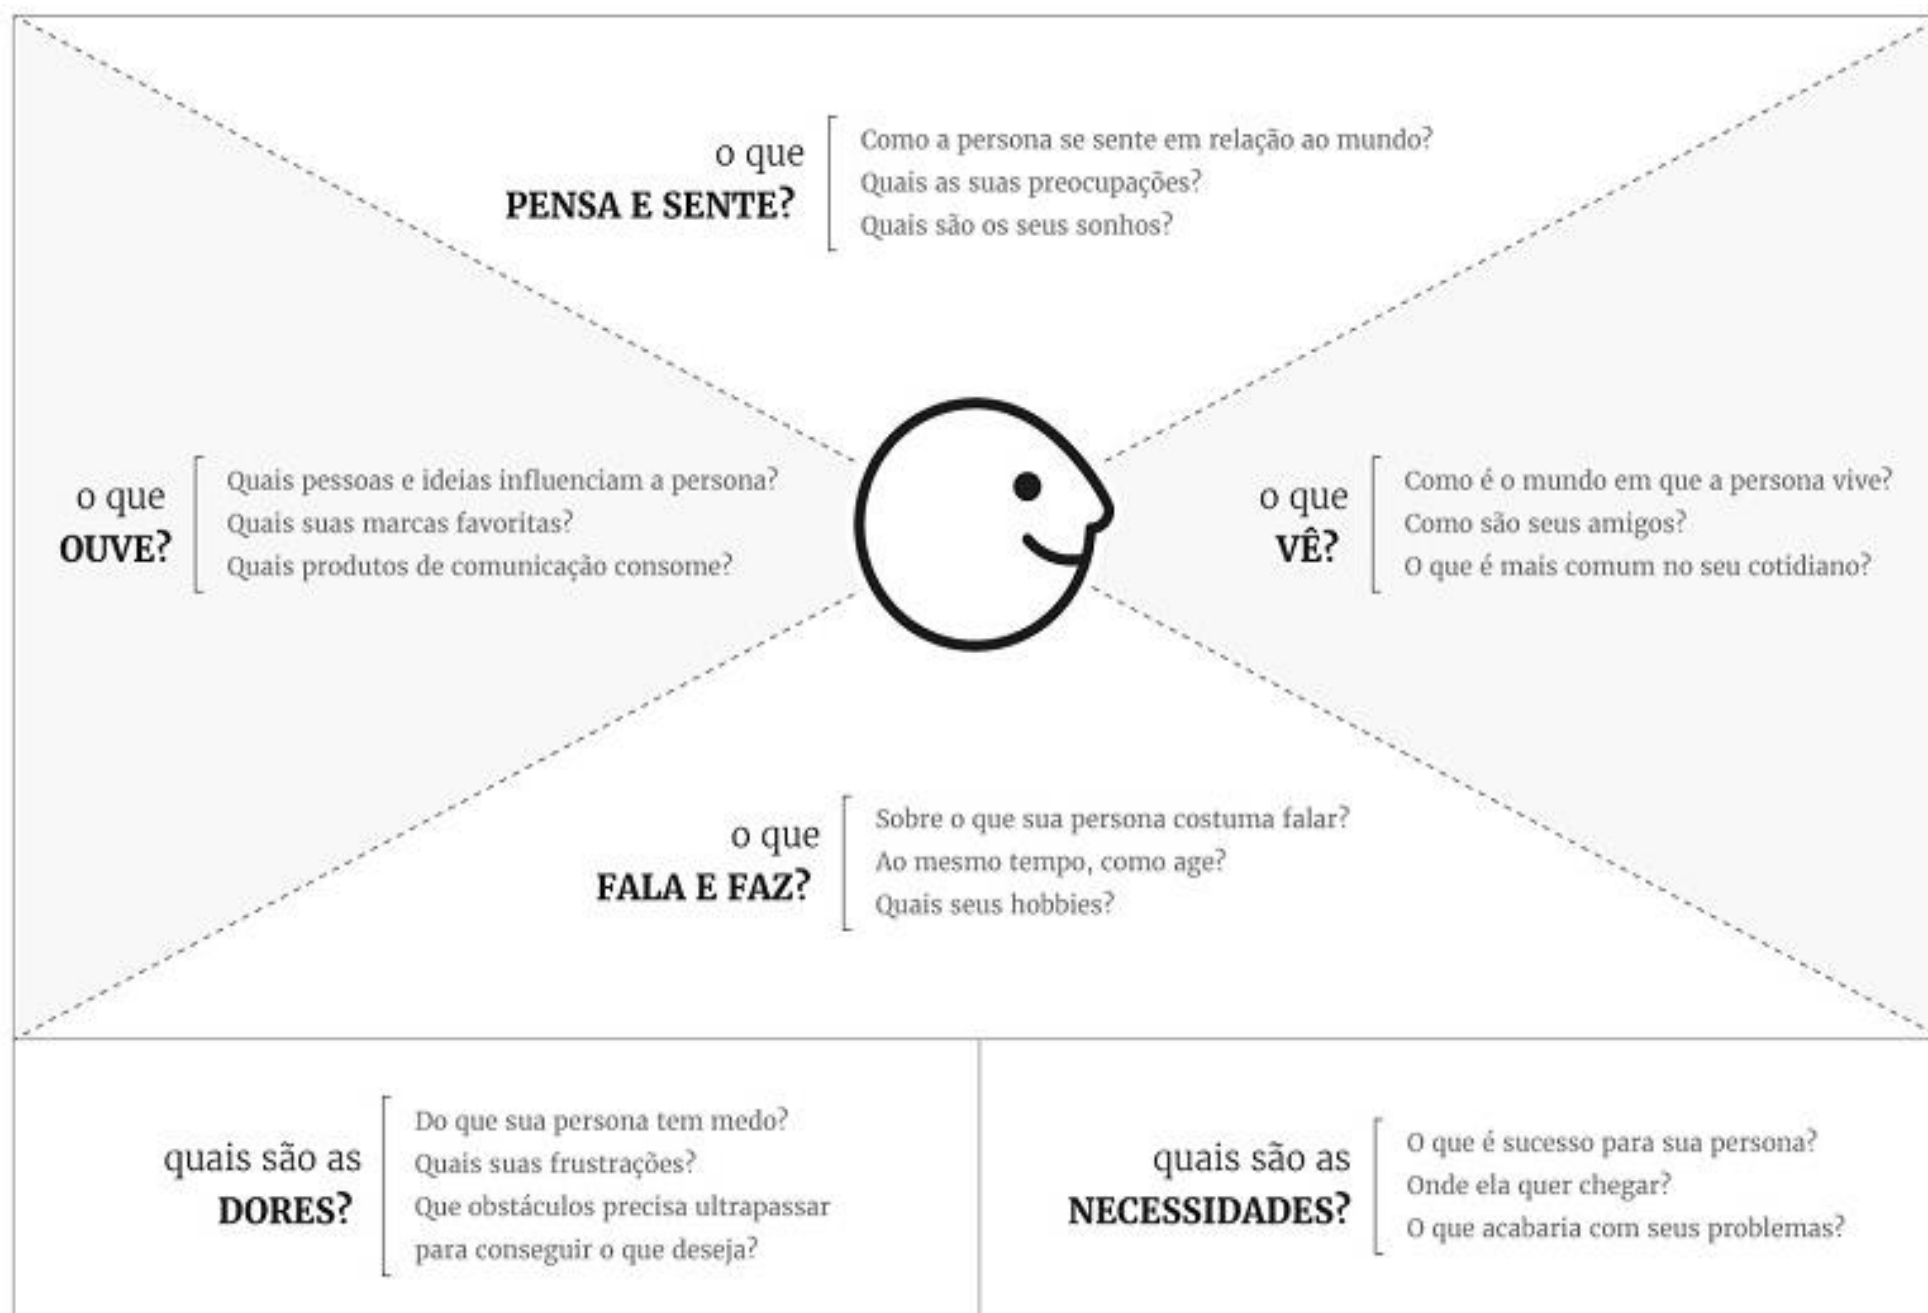 o que
PENSA E SENTE?
Como a persona se sente em relação ao mundo?
Quais as suas preocupações?
Quais são os seus sonhos?
o que
OUVE?
Quais pessoas e ideias influenciam a persona?
Quais suas marcas favoritas?
Quais produtos de comunicação consome?
o que
VÊ?
Como é o mundo em que a persona vive?
Como são seus amigos?
O que é mais comum no seu cotidiano?
o que
FALA E FAZ?
Sobre o que sua persona costuma falar?
Ao mesmo tempo, como age?
Quais seus hobbies?
quais são as
DORES?
Do que sua persona tem medo?
Quais suas frustrações?
Que obstáculos precisa ultrapassar
para conseguir o que deseja?
quais são as
NECESSIDADES?
O que é sucesso para sua persona?
Onde ela quer chegar?
O que acabaria com seus problemas?